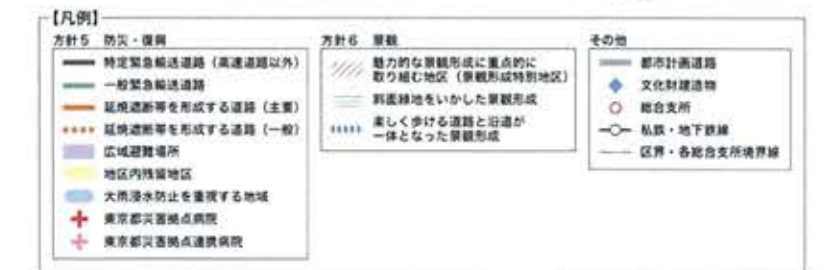 【凡例】
方針5 防災・復興
特定緊急輸送道路（高速道路以外）
一般緊急輸送道路
延焼遮断帯を形成する道路（主要）
延焼遮断帯を形成する道路（一般）
広域避難場所
地区内残留地区
大雨浸水防止を重視する地域
東京都災害拠点病院
東京都災害拠点連携病院
方針6 景観
魅力的な景観形成に重点的に
取り組む地区（景観形成特別地区）
斜面緑地をいかした景観形成
楽しく歩ける道路と沿道が
一体となった景観形成
その他
都市計画道路
文化財建造物
総合支所
私鉄・地下鉄線
区界・各総合支所境界線